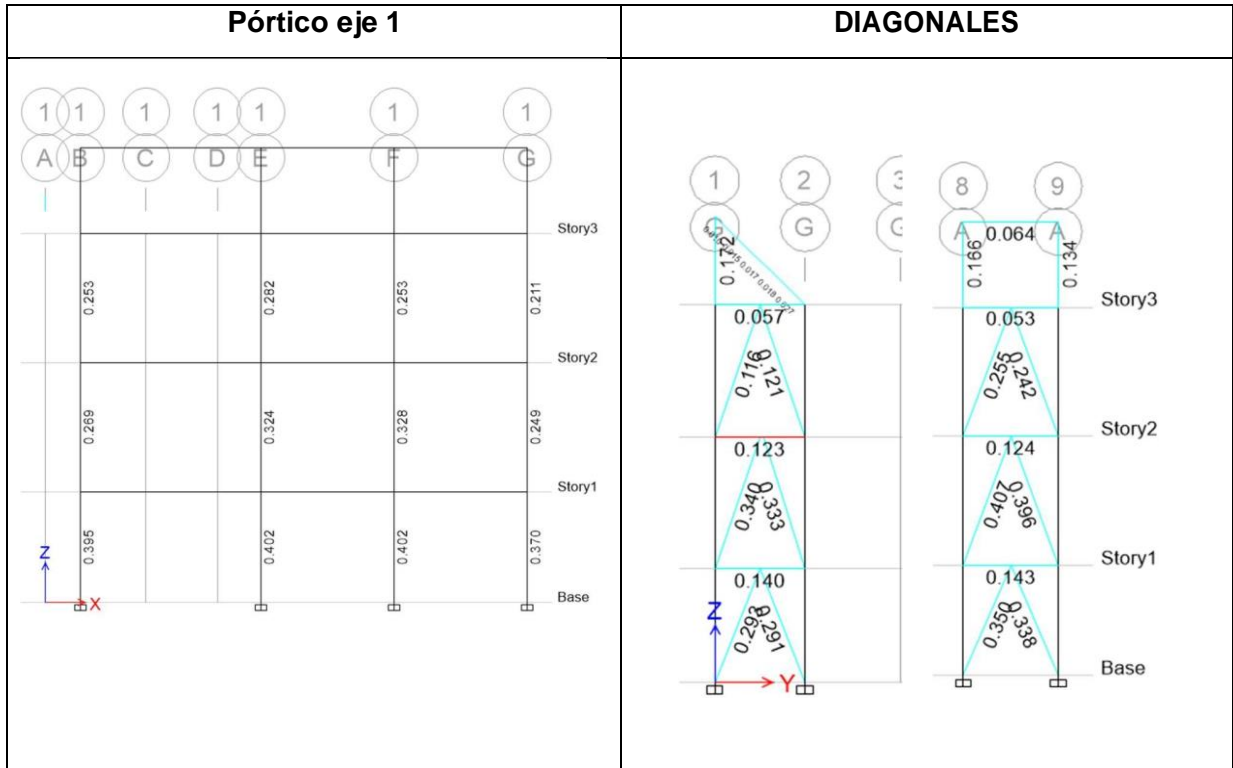 Pórtico eje 1
1 1 1 1 1 1 1
A B C D E F G
Story3
0.253 0.282 0.253 0.211
Story2
0.269 0.324 0.328 0.249
Story1
0.395 0.402 0.402 0.370
Z
X
Base
DIAGONALES
1 2 3
G G G
0.057
0.116 0.121
0.123
0.340 0.333
0.140
0.293 0.291
Z
Y
8 9
A A
0.064
0.166 0.134
Story3
0.053
0.255 0.242
Story2
0.124
0.407 0.396
Story1
0.143
0.350 0.338
Base